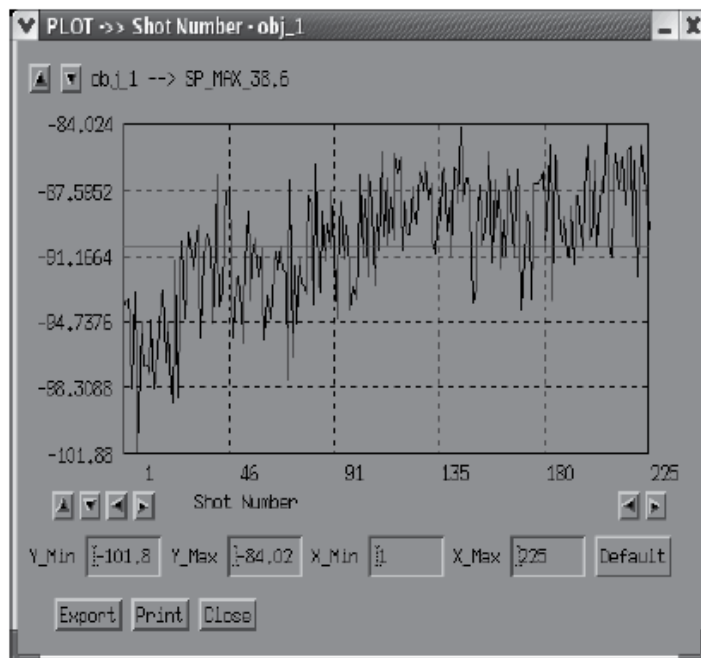 PLOT ->> Shot Number - obj_1
obj_1 --> SP_MAX_38.6
-84.024
-87.5952
-91.1664
-94.7376
-98.3088
-101.88
1 46 91 135 180 225
Shot Number
Y_Min -101.8 Y_Max -84.02 X_Min 1 X_Max 225 Default
Export Print Close